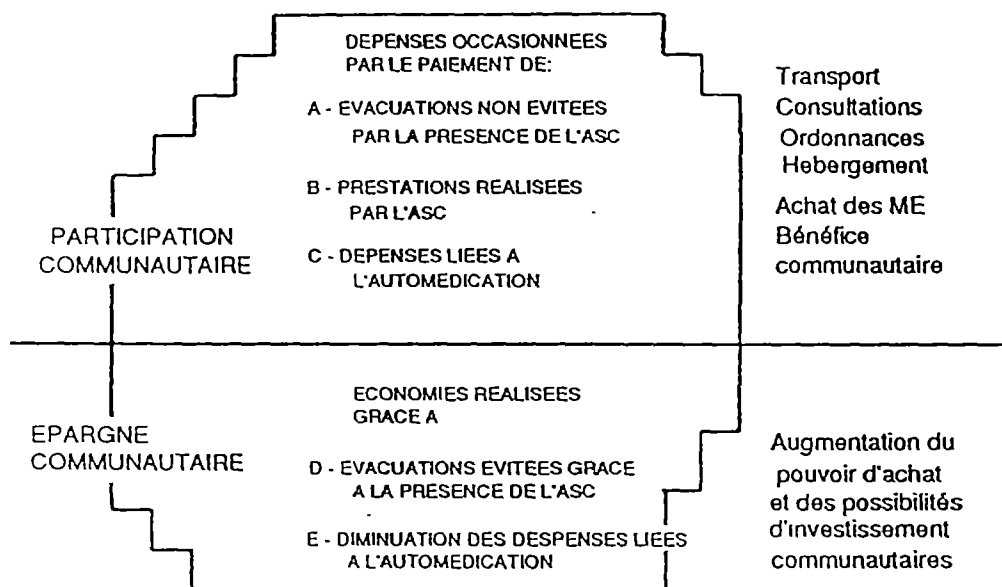 DEPENSES OCCASIONNEES
PAR LE PAIEMENT DE:
A - EVACUATIONS NON EVITEES
PAR LA PRESENCE DE L'ASC
B - PRESTATIONS REALISEES
PAR L'ASC
C - DEPENSES LIEES A
L'AUTOMEDICATION
PARTICIPATION
COMMUNAUTAIRE
Transport
Consultations
Ordonnances
Hebergement
Achat des ME
Bénéfice
communautaire
EPARGNE
COMMUNAUTAIRE
ECONOMIES REALISEES
GRACE A
D - EVACUATIONS EVITEES GRACE
A LA PRESENCE DE L'ASC
E - DIMINUATION DES DESPENSES LIEES
A L'AUTOMEDICATION
Augmentation du
pouvoir d'achat
et des possibilités
d'investissement
communautaires